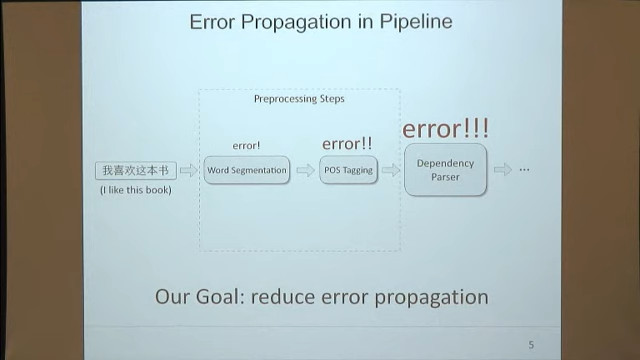 Error Propagation in Pipeline
Preprocessing Steps
error!
error!!
error!!!
我喜欢这本书
Word Segmentation
POS Tagging
Dependency
Parser
...
(I like this book)
Our Goal: reduce error propagation
5